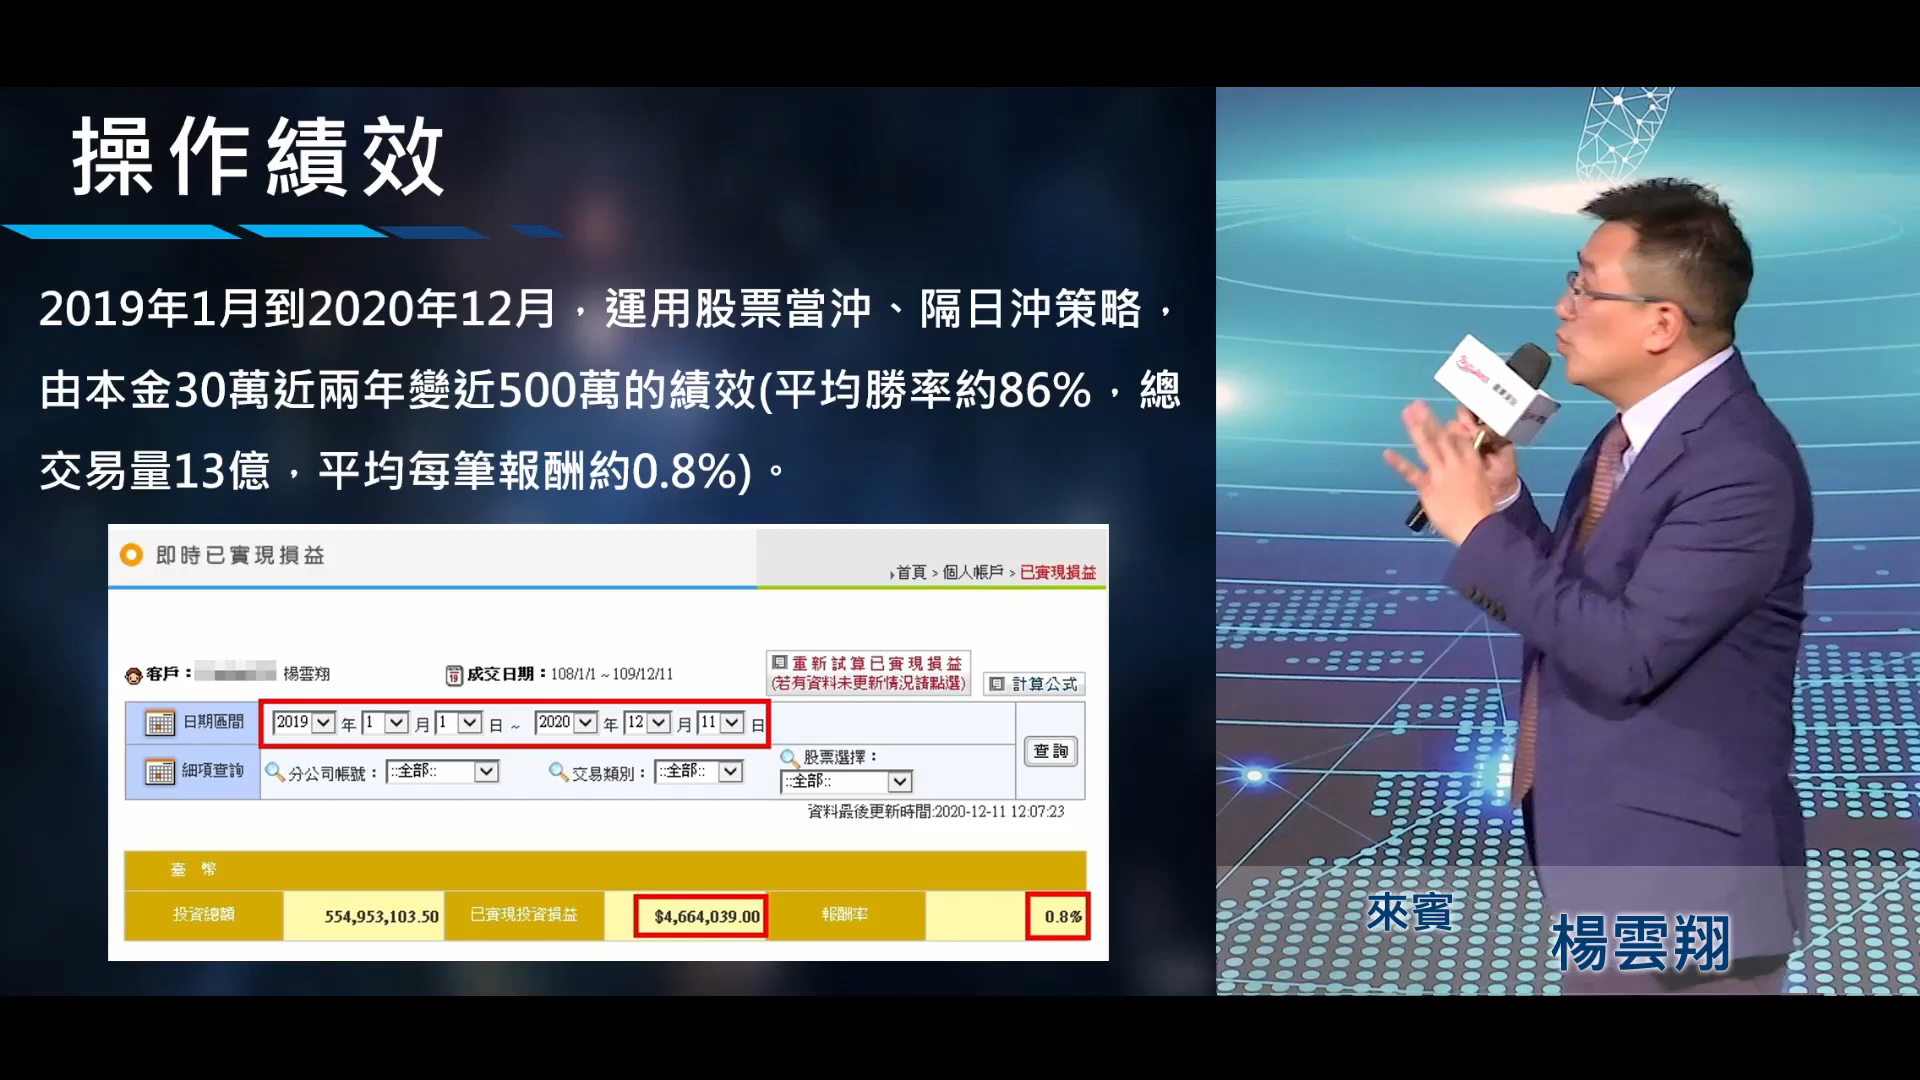 操作績效
2019年1月到2020年12月，運用股票當沖、隔日沖策略，
由本金30萬近兩年變近500萬的績效(平均勝率約86%，總
交易量13億，平均每筆報酬約0.8%)。
即時已實現損益
首頁 > 個人帳戶 > 已實現損益
客戶： 楊雲翔
成交日期：108/1/1 ~ 109/12/11
重新試算已實現損益
(若有資料未更新情況請點選)
計算公式
日期區間 2019 年 1 月 1 日 ~ 2020 年 12 月 11 日
細項查詢 分公司帳號： ::全部:: 交易類別： ::全部:: 股票選擇：
::全部::
查詢
資料最後更新時間:2020-12-11 12:07:23
臺 幣
投資總額 554,953,103.50 已實現投資損益 $4,664,039.00 報酬率 0.8%
來賓 楊雲翔